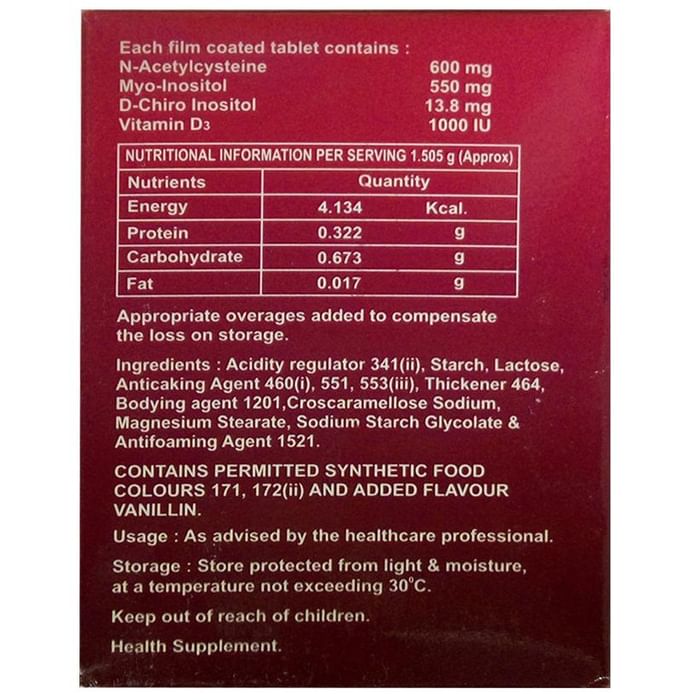 Each film coated tablet contains :
N-Acetylcysteine 600 mg
Myo-Inositol 550 mg
D-Chiro Inositol 13.8 mg
Vitamin D3 1000 IU
NUTRITIONAL INFORMATION PER SERVING 1.505 g (Approx)
Nutrients Quantity
Energy 4.134 Kcal.
Protein 0.322 g
Carbohydrate 0.673 g
Fat 0.017 g
Appropriate overages added to compensate
the loss on storage.
Ingredients : Acidity regulator 341(ii), Starch, Lactose,
Anticaking Agent 460(i), 551, 553(iii), Thickener 464,
Bodying agent 1201,Croscaramellose Sodium,
Magnesium Stearate, Sodium Starch Glycolate &
Antifoaming Agent 1521.
CONTAINS PERMITTED SYNTHETIC FOOD
COLOURS 171, 172(ii) AND ADDED FLAVOUR
VANILLIN.
Usage : As advised by the healthcare professional.
Storage : Store protected from light & moisture,
at a temperature not exceeding 30°C.
Keep out of reach of children.
Health Supplement.